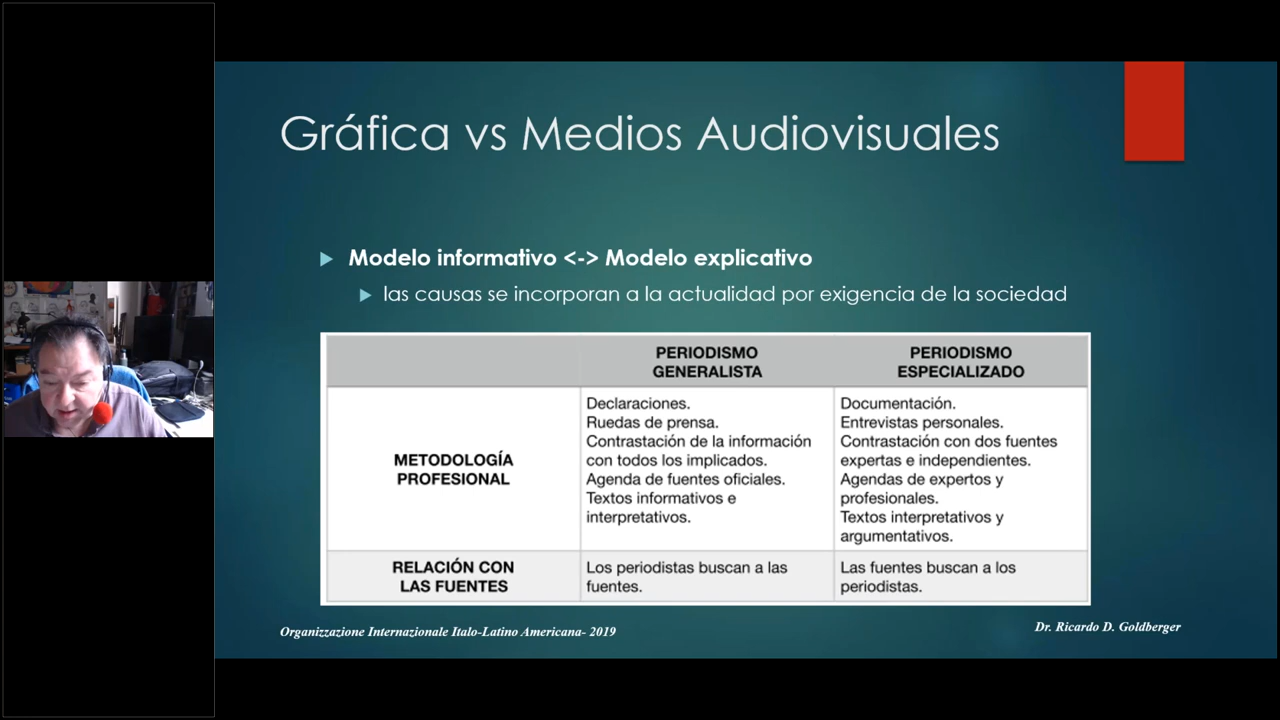 Gráfica vs Medios Audiovisuales
Modelo informativo <-> Modelo explicativo
las causas se incorporan a la actualidad por exigencia de la sociedad
PERIODISMO
GENERALISTA
PERIODISMO
ESPECIALIZADO
METODOLOGÍA
PROFESIONAL
Declaraciones.
Ruedas de prensa.
Contrastación de la información
con todos los implicados.
Agenda de fuentes oficiales.
Textos informativos e
interpretativos.
Documentación.
Entrevistas personales.
Contrastación con dos fuentes
expertas e independientes.
Agendas de expertos y
profesionales.
Textos interpretativos y
argumentativos.
RELACIÓN CON
LAS FUENTES
Los periodistas buscan a las
fuentes.
Las fuentes buscan a los
periodistas.
Organizzazione Internazionale Italo-Latino Americana- 2019
Dr. Ricardo D. Goldberger